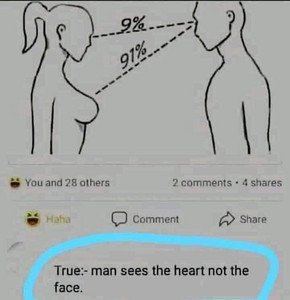 9%
91%
You and 28 others 2 comments • 4 shares
Haha Comment Share
True:- man sees the heart not the
face.